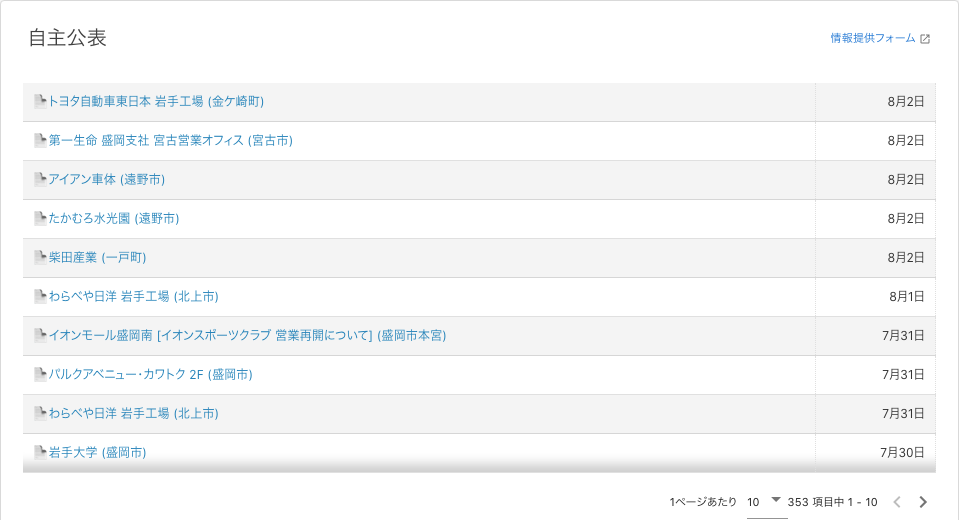 自主公表
情報提供フォーム
トヨタ自動車東日本 岩手工場 (金ケ崎町) 8月2日
第一生命 盛岡支社 宮古営業オフィス (宮古市) 8月2日
アイアン車体 (遠野市) 8月2日
たかむろ水光園 (遠野市) 8月2日
柴田産業 (一戸町) 8月2日
わらべや日洋 岩手工場 (北上市) 8月1日
イオンモール盛岡南 [イオンスポーツクラブ 営業再開について] (盛岡市本宮) 7月31日
パルクアベニュー・カワトク 2F (盛岡市) 7月31日
わらべや日洋 岩手工場 (北上市) 7月31日
岩手大学 (盛岡市) 7月30日
1ページあたり 10 353 項目中 1 - 10